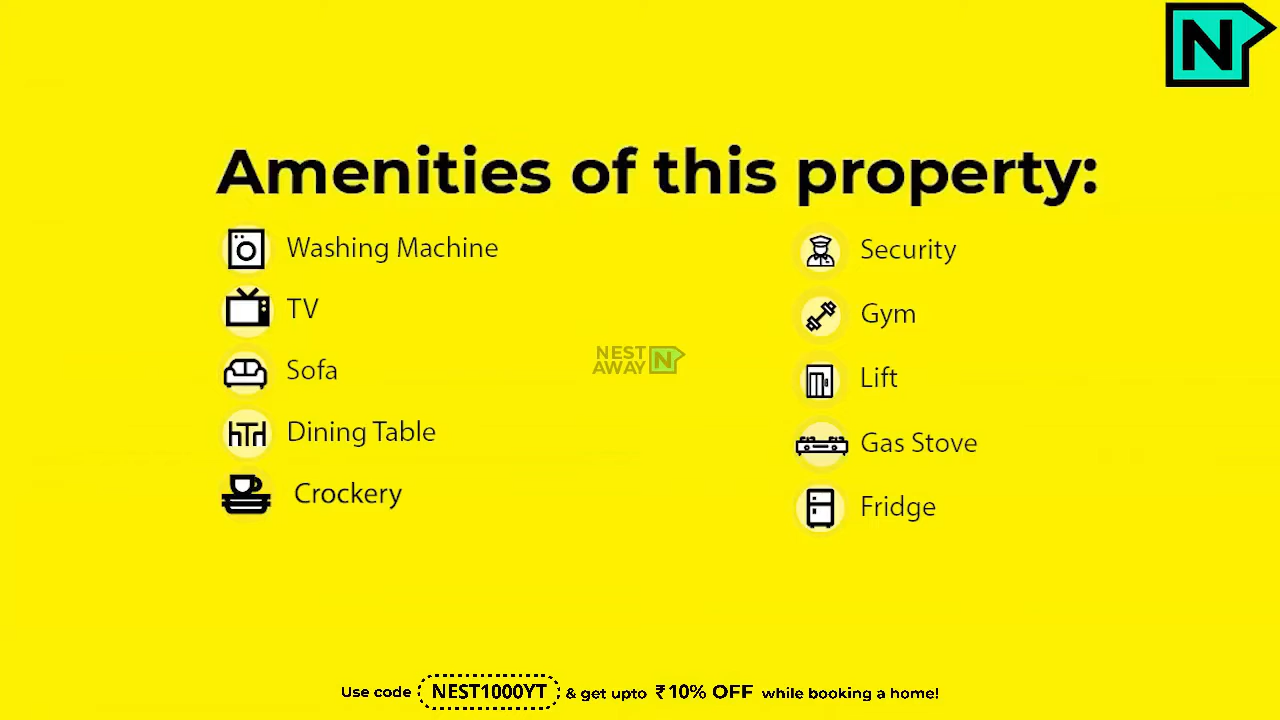 N
Amenities of this property:
Washing Machine
TV
Sofa
Dining Table
Crockery
Security
Gym
Lift
Gas Stove
Fridge
NEST
AWAY N
Use code NEST1000YT & get upto ₹10% OFF while booking a home!